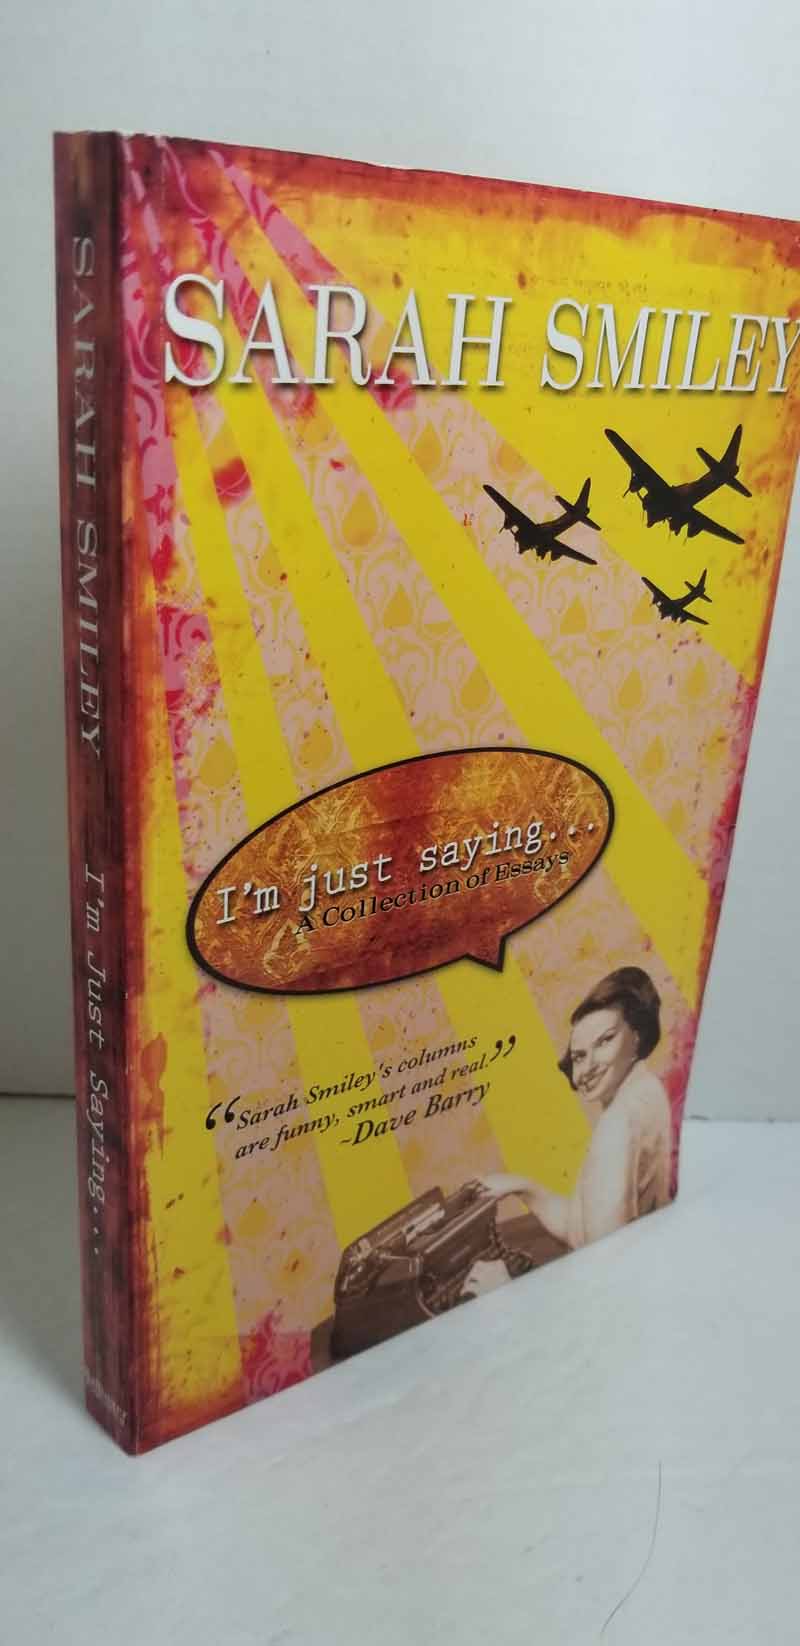 SARAH SMILEY
I'm just saying...
A Collection of Essays
“Sarah Smiley's columns
are funny, smart and real.”
~Dave Barry
SARAH SMILEY I'm Just Saying...